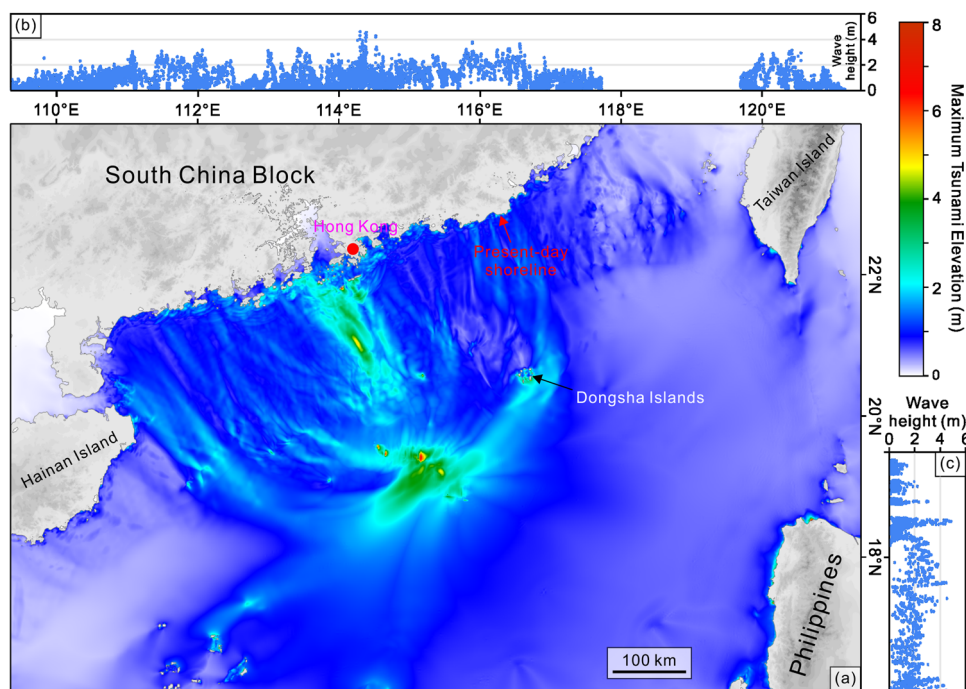 (b)
6
4
2
0
Wave
height (m)
110°E
112°E
114°E
116°E
118°E
120°E
8
6
4
2
0
Maximum Tsunami Elevation (m)
South China Block
Hong Kong
Present-day
shoreline
Taiwan Island
22°N
Dongsha Islands
20°N
Hainan Island
18°N
Philippines
100 km
(a)
Wave
height (m)
0 2 4 6
(c)